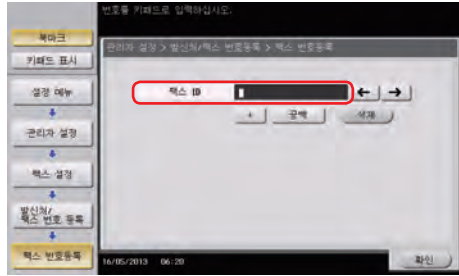 번호를 키패드로 입력하십시오.
북마크
키패드 표시
관리자 설정 > 발신처/팩스 번호등록 > 팩스 번호등록
설정 메뉴
팩스 ID
← →
+ 공백 삭제
관리자 설정
팩스 설정
발신처/
팩스 번호 등록
팩스 번호등록
16/05/2013 06:20
확인